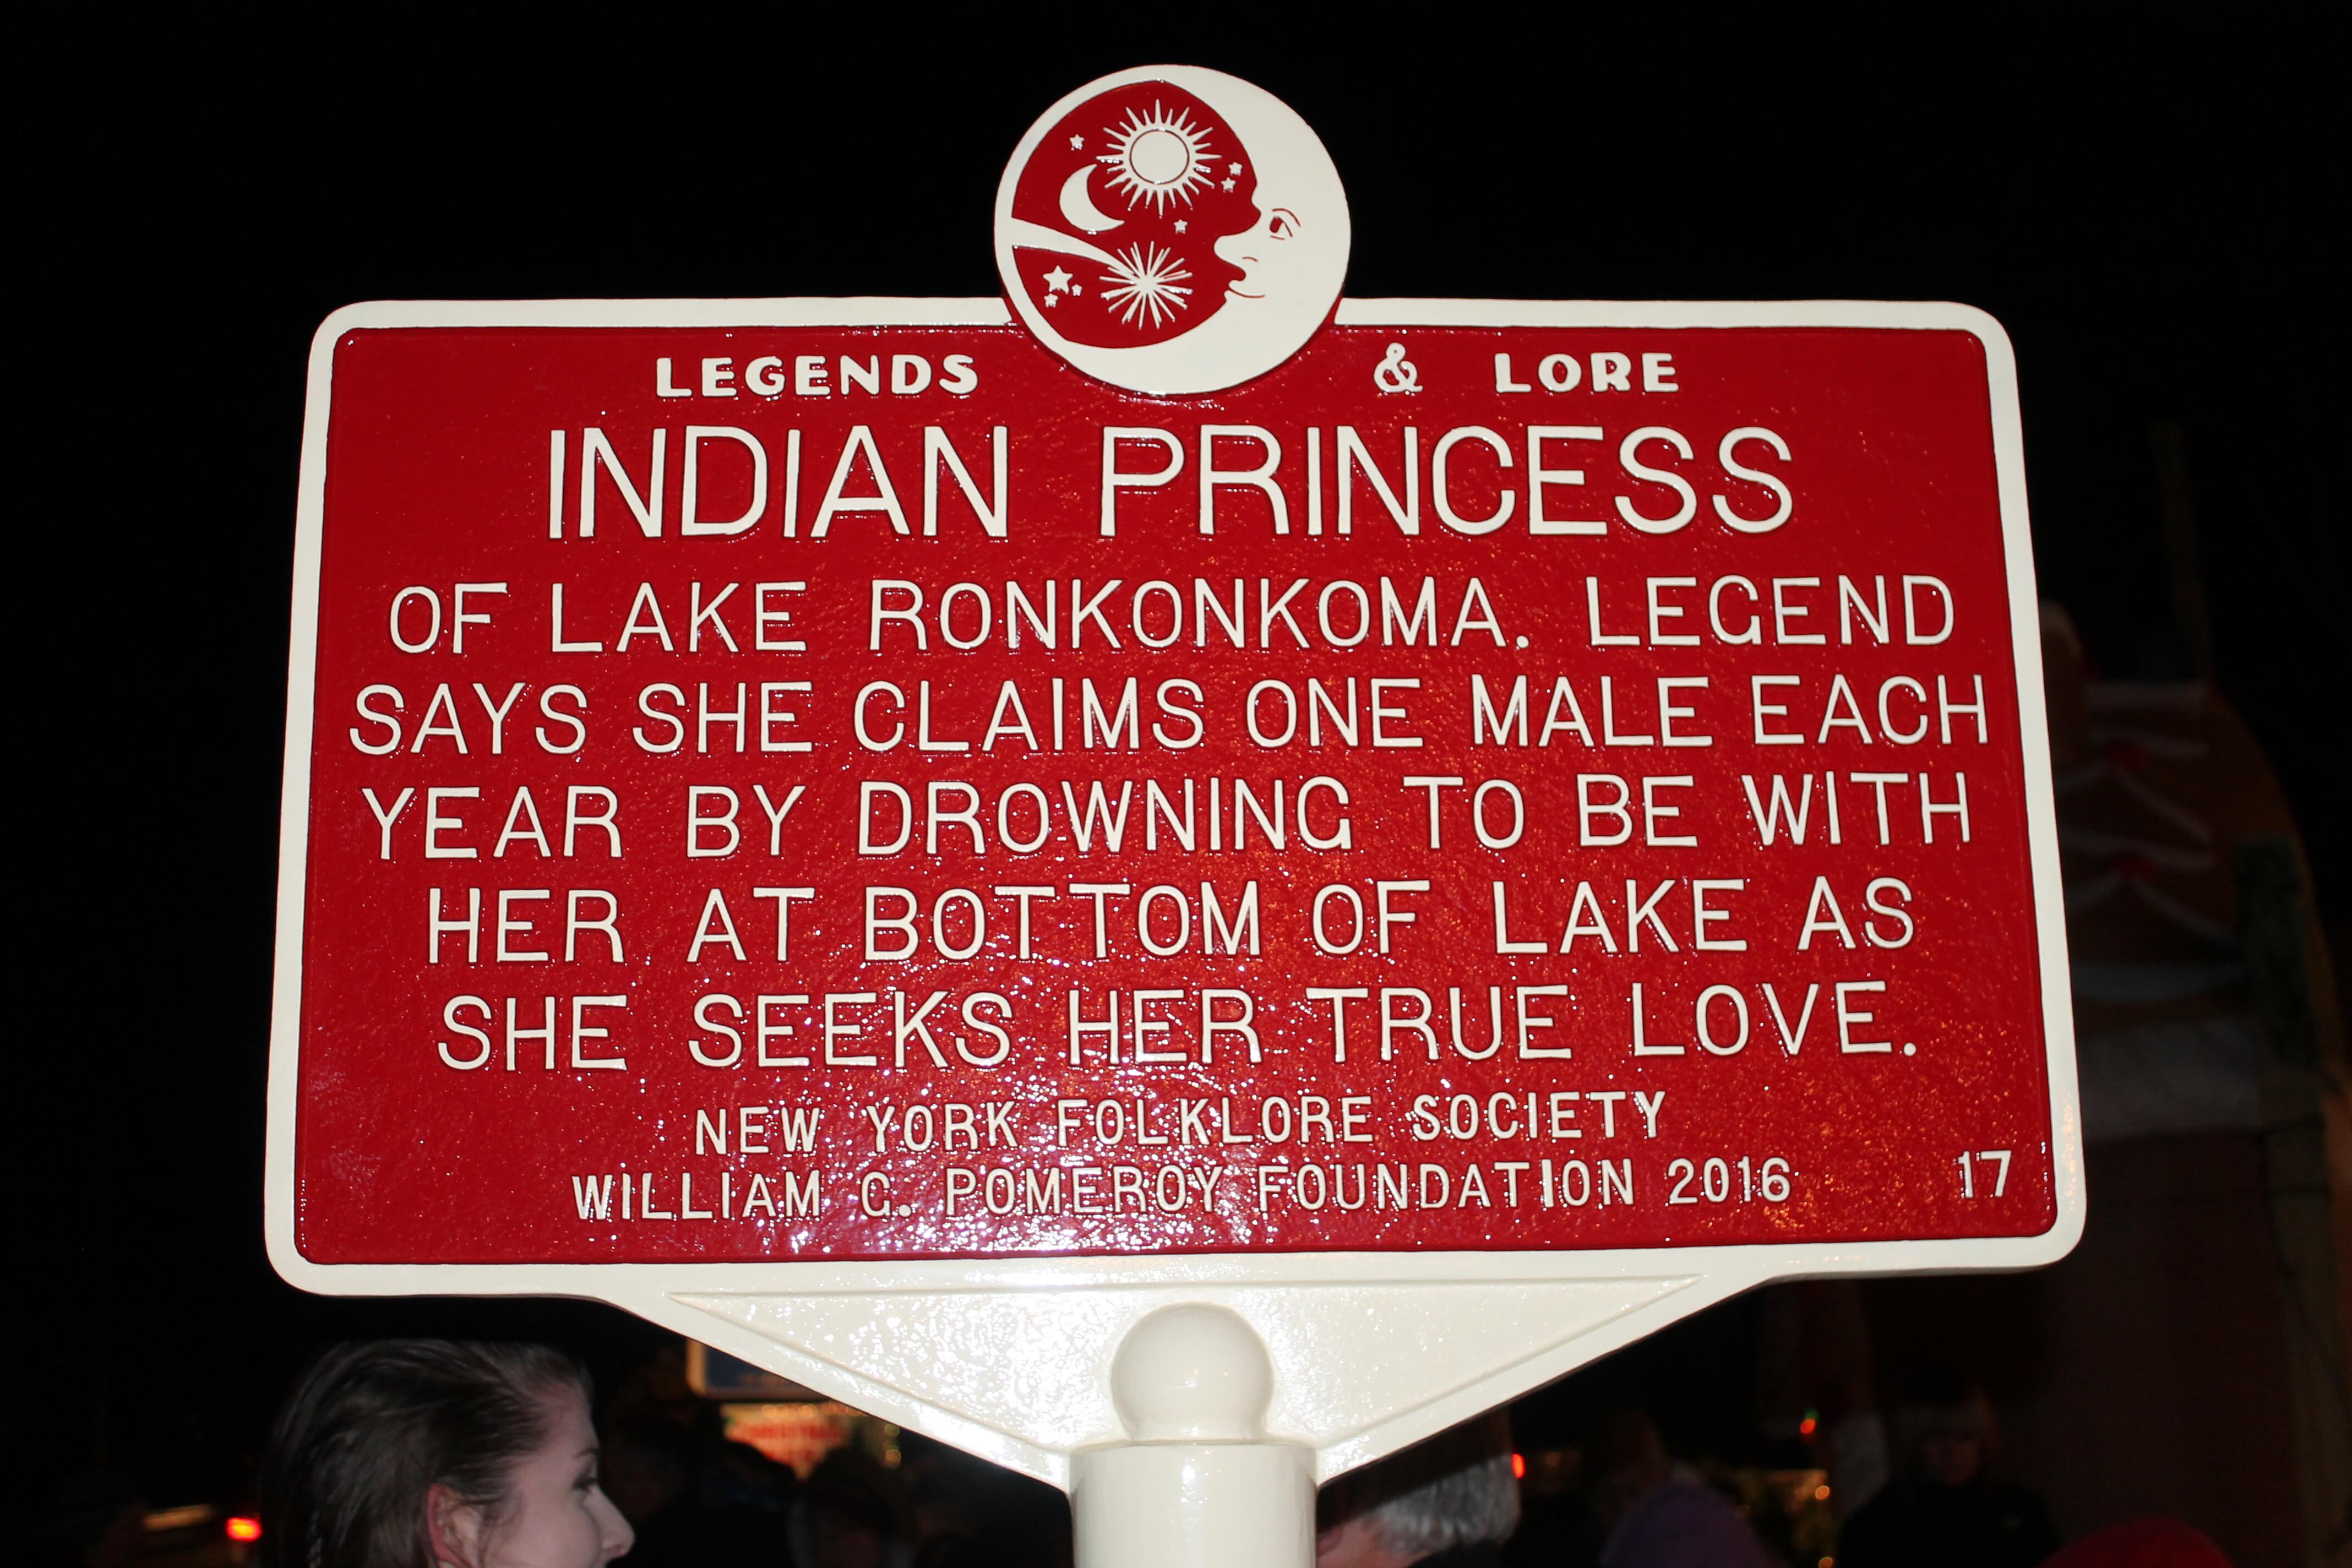 LEGENDS & LORE
INDIAN PRINCESS
OF LAKE RONKONKOMA. LEGEND
SAYS SHE CLAIMS ONE MALE EACH
YEAR BY DROWNING TO BE WITH
HER AT BOTTOM OF LAKE AS
SHE SEEKS HER TRUE LOVE.
NEW YORK FOLKLORE SOCIETY
WILLIAM G. POMEROY FOUNDATION 2016 17